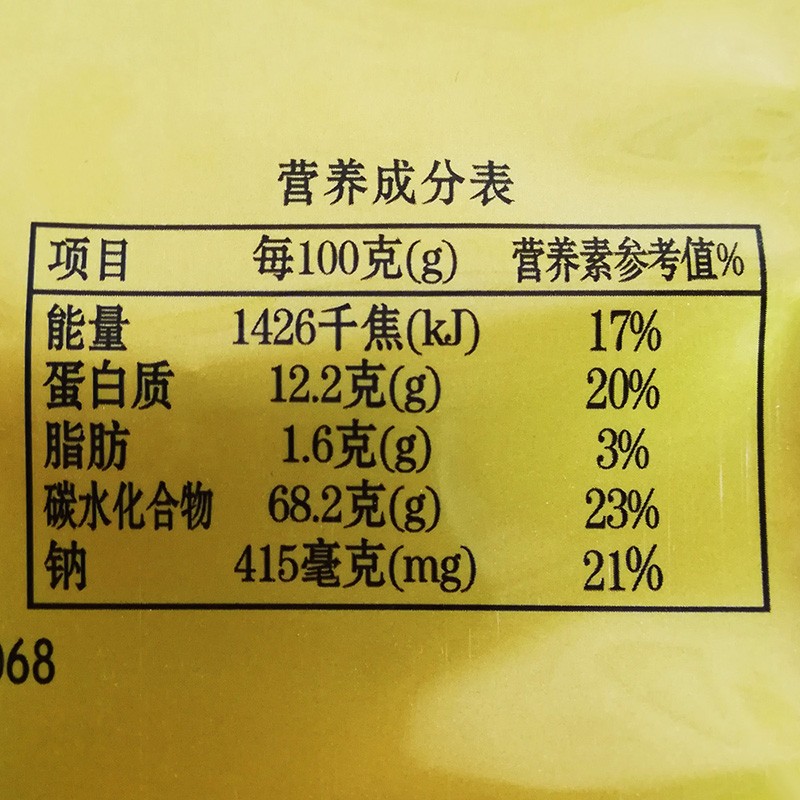 营养成分表
项目 每100克(g) 营养素参考值%
能量 1426千焦(kJ) 17%
蛋白质 12.2克(g) 20%
脂肪 1.6克(g) 3%
碳水化合物 68.2克(g) 23%
钠 415毫克(mg) 21%
068